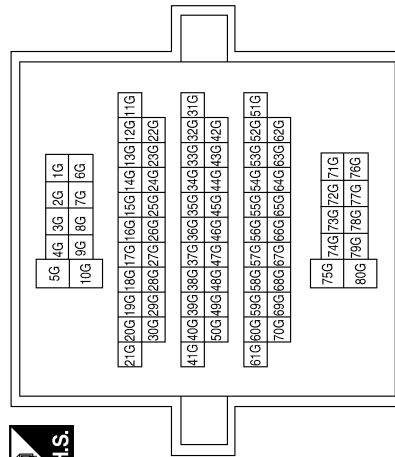 5G 4G 3G 2G 1G
10G 9G 8G 7G 6G
21G 20G 19G 18G 17G 16G 15G 14G 13G 12G 11G
30G 29G 28G 27G 26G 25G 24G 23G 22G
41G 40G 39G 38G 37G 36G 35G 34G 33G 32G 31G
50G 49G 48G 47G 46G 45G 44G 43G 42G
61G 60G 59G 58G 57G 56G 55G 54G 53G 52G 51G
70G 69G 68G 67G 66G 65G 64G 63G 62G
75G 74G 73G 72G 71G
80G 79G 78G 77G 76G
H.S.